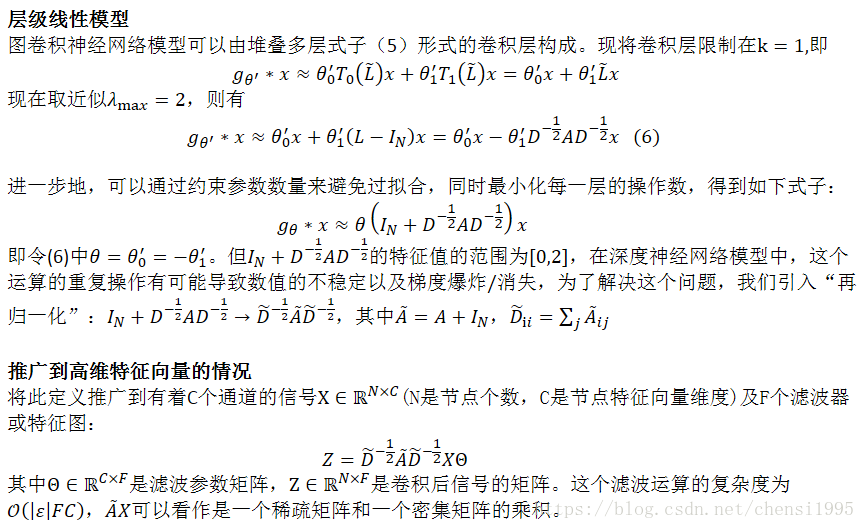 层级线性模型
图卷积神经网络模型可以由堆叠多层式子（5）形式的卷积层构成。现将卷积层限制在k = 1,即
$g_{\theta'} * x \approx \theta'_0 T_0(\tilde{L})x + \theta'_1 T_1(\tilde{L})x = \theta'_0 x + \theta'_1 \tilde{L}x$
现在取近似$\lambda_{max} = 2$，则有
$g_{\theta'} * x \approx \theta'_0 x + \theta'_1 (L - I_N)x = \theta'_0 x - \theta'_1 D^{-\frac{1}{2}} A D^{-\frac{1}{2}} x$ (6)
进一步地，可以通过约束参数数量来避免过拟合，同时最小化每一层的操作数，得到如下式子：
$g_\theta * x \approx \theta \left( I_N + D^{-\frac{1}{2}} A D^{-\frac{1}{2}} \right) x$
即令(6)中$\theta = \theta'_0 = -\theta'_1$。但$I_N + D^{-\frac{1}{2}} A D^{-\frac{1}{2}}$的特征值的范围为[0,2]，在深度神经网络模型中，这个
运算的重复操作有可能导致数值的不稳定以及梯度爆炸/消失，为了解决这个问题，我们引入“再
归一化”：$I_N + D^{-\frac{1}{2}} A D^{-\frac{1}{2}} \to \tilde{D}^{-\frac{1}{2}} \tilde{A} \tilde{D}^{-\frac{1}{2}}$，其中$\tilde{A} = A + I_N$，$\tilde{D}_{ii} = \sum_j \tilde{A}_{ij}$
推广到高维特征向量的情况
将此定义推广到有着C个通道的信号$X \in \mathbb{R}^{N \times C}$(N是节点个数，C是节点特征向量维度)及F个滤波器
或特征图：
$Z = \tilde{D}^{-\frac{1}{2}} \tilde{A} \tilde{D}^{-\frac{1}{2}} X \Theta$
其中$\Theta \in \mathbb{R}^{C \times F}$是滤波参数矩阵，$Z \in \mathbb{R}^{N \times F}$是卷积后信号的矩阵。这个滤波运算的复杂度为
$\mathcal{O}(|\varepsilon|FC)$，$\tilde{A}X$可以看作是一个稀疏矩阵和一个密集矩阵的乘积。
https://blog.csdn.net/chensi1995